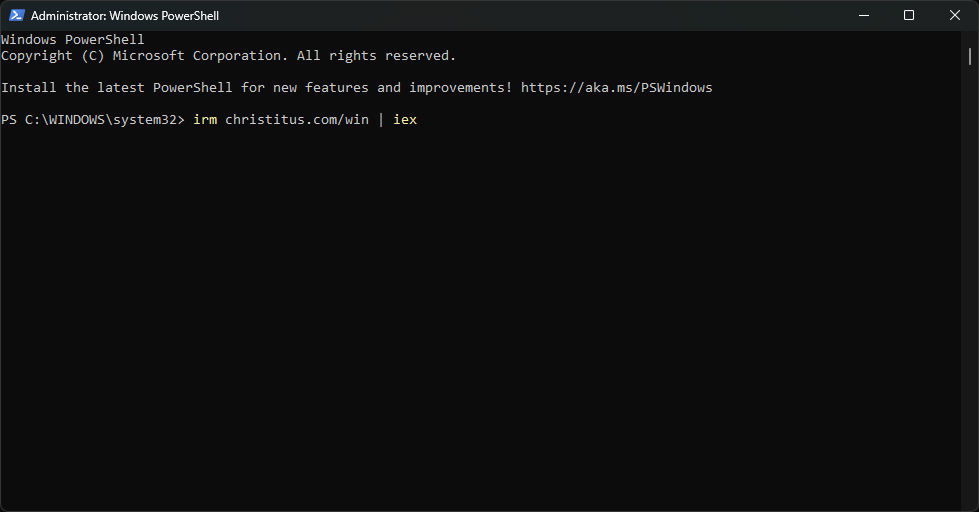 Administrator: Windows PowerShell
Windows PowerShell
Copyright (C) Microsoft Corporation. All rights reserved.
Install the latest PowerShell for new features and improvements! https://aka.ms/PSWindows
PS C:\WINDOWS\system32> irm christitus.com/win | iex